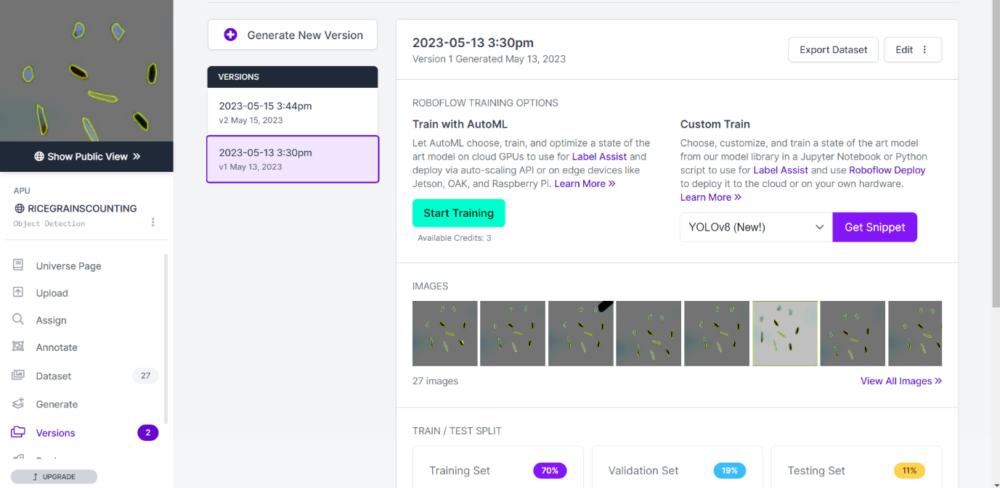 Show Public View »
APU
RICEGRAINSCOUNTING
Object Detection
Universe Page
Upload
Assign
Annotate
Dataset 27
Generate
Versions 2
UPGRADE
Generate New Version
VERSIONS
2023-05-15 3:44pm
v2 May 15, 2023
2023-05-13 3:30pm
v1 May 13, 2023
2023-05-13 3:30pm
Version 1 Generated May 13, 2023
Export Dataset
Edit
ROBOFLOW TRAINING OPTIONS
Train with AutoML
Let AutoML choose, train, and optimize a state of the
art model on cloud GPUs to use for Label Assist and
deploy via auto-scaling API or on edge devices like
Jetson, OAK, and Raspberry Pi. Learn More »
Start Training
Available Credits: 3
Custom Train
Choose, customize, and train a state of the art model
from our model library in a Jupyter Notebook or Python
script to use for Label Assist and use Roboflow Deploy
to deploy it to the cloud or on your own hardware.
Learn More »
YOLOv8 (New!)
Get Snippet
IMAGES
27 images
View All Images »
TRAIN / TEST SPLIT
Training Set 70%
Validation Set 19%
Testing Set 11%